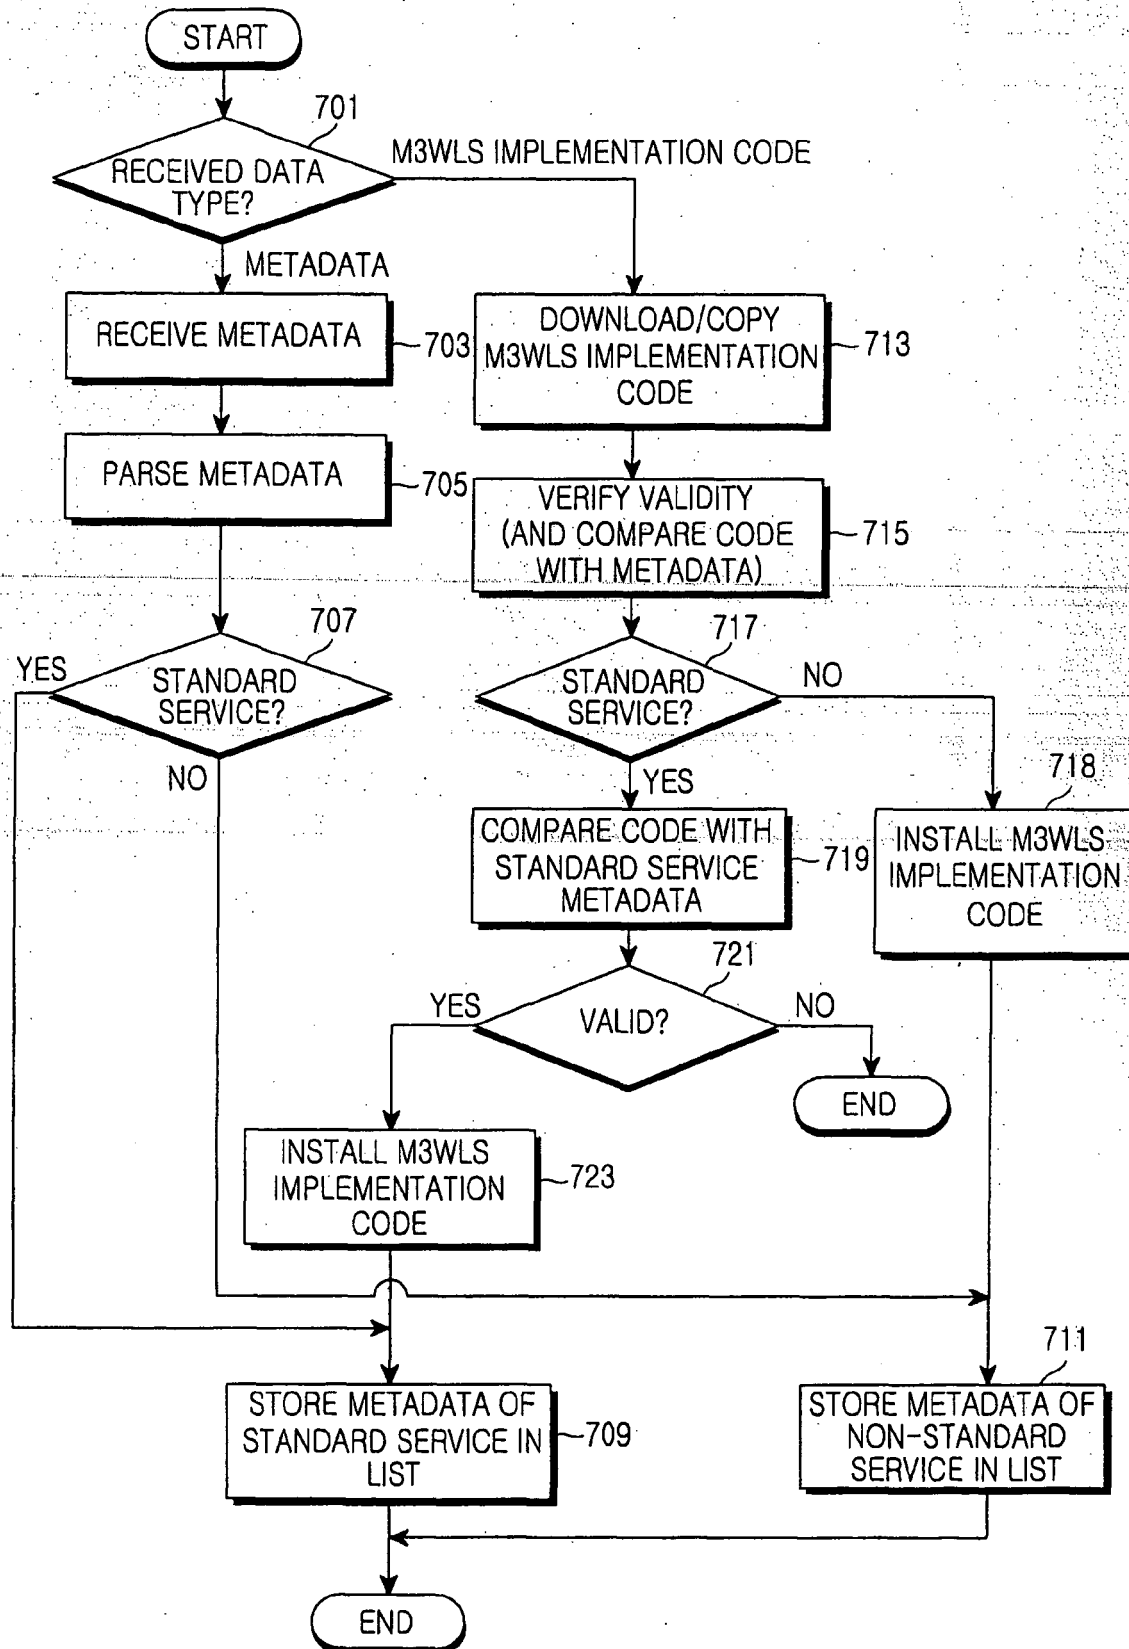 START
701
RECEIVED DATA
TYPE?
M3WLS IMPLEMENTATION CODE
METADATA
RECEIVE METADATA
703
DOWNLOAD/COPY
M3WLS IMPLEMENTATION
CODE
713
PARSE METADATA
705
VERIFY VALIDITY
(AND COMPARE CODE
WITH METADATA)
715
707
YES
STANDARD
SERVICE?
NO
717
STANDARD
SERVICE?
NO
YES
718
COMPARE CODE WITH
STANDARD SERVICE
METADATA
719
INSTALL M3WLS
IMPLEMENTATION
CODE
721
YES
VALID?
NO
END
INSTALL M3WLS
IMPLEMENTATION
CODE
723
711
STORE METADATA OF
STANDARD SERVICE IN
LIST
709
STORE METADATA OF
NON-STANDARD
SERVICE IN LIST
END